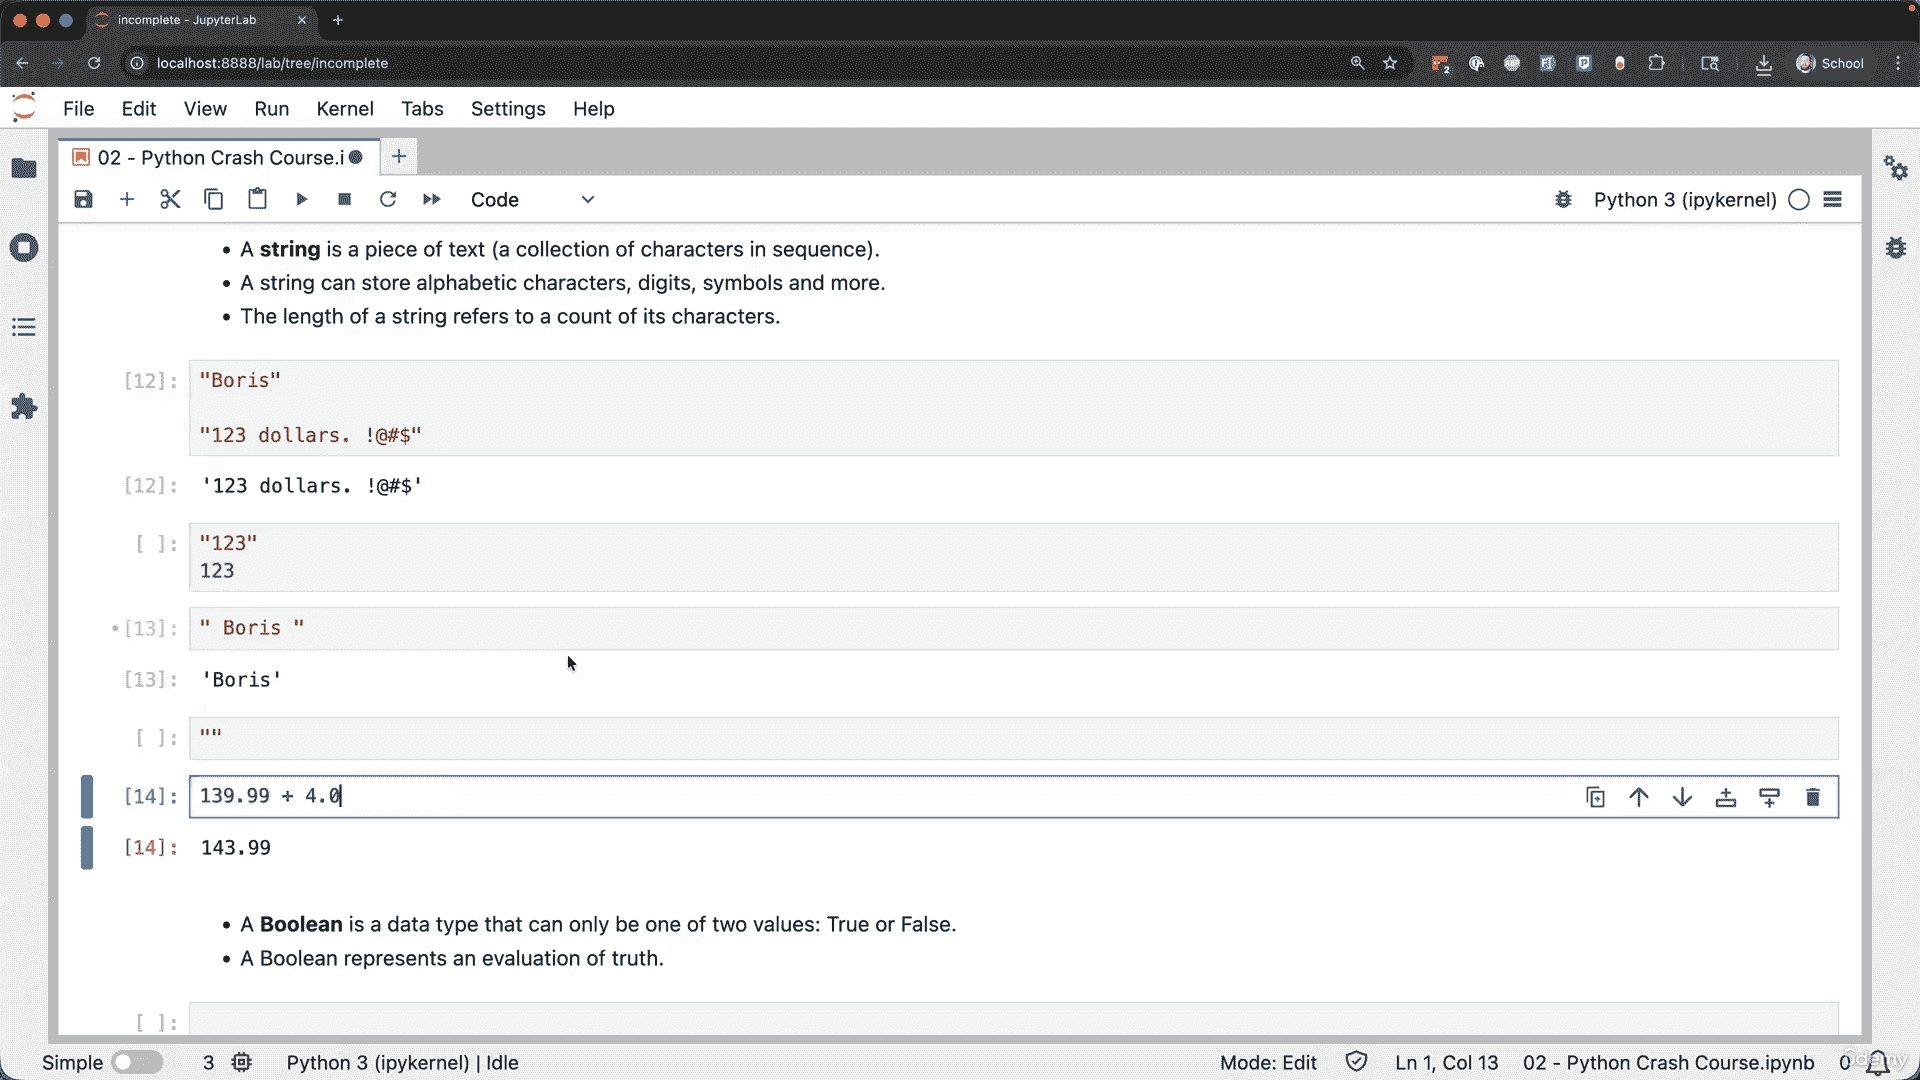 incomplete - JupyterLab
localhost:8888/lab/tree/incomplete
2
School
File Edit View Run Kernel Tabs Settings Help
02 - Python Crash Course.i
Code
Python 3 (ipykernel)
• A string is a piece of text (a collection of characters in sequence).
• A string can store alphabetic characters, digits, symbols and more.
• The length of a string refers to a count of its characters.
[12]: "Boris"
"123 dollars. !@#$"
[12]: '123 dollars. !@#$'
[ ]: "123"
123
[13]: " Boris "
[13]: 'Boris'
[ ]: ""
[14]: 139.99 + 4.0
[14]: 143.99
• A Boolean is a data type that can only be one of two values: True or False.
• A Boolean represents an evaluation of truth.
[ ]:
Simple 3 Python 3 (ipykernel) | Idle Mode: Edit Ln 1, Col 13 02 - Python Crash Course.ipynb 0
Udemy